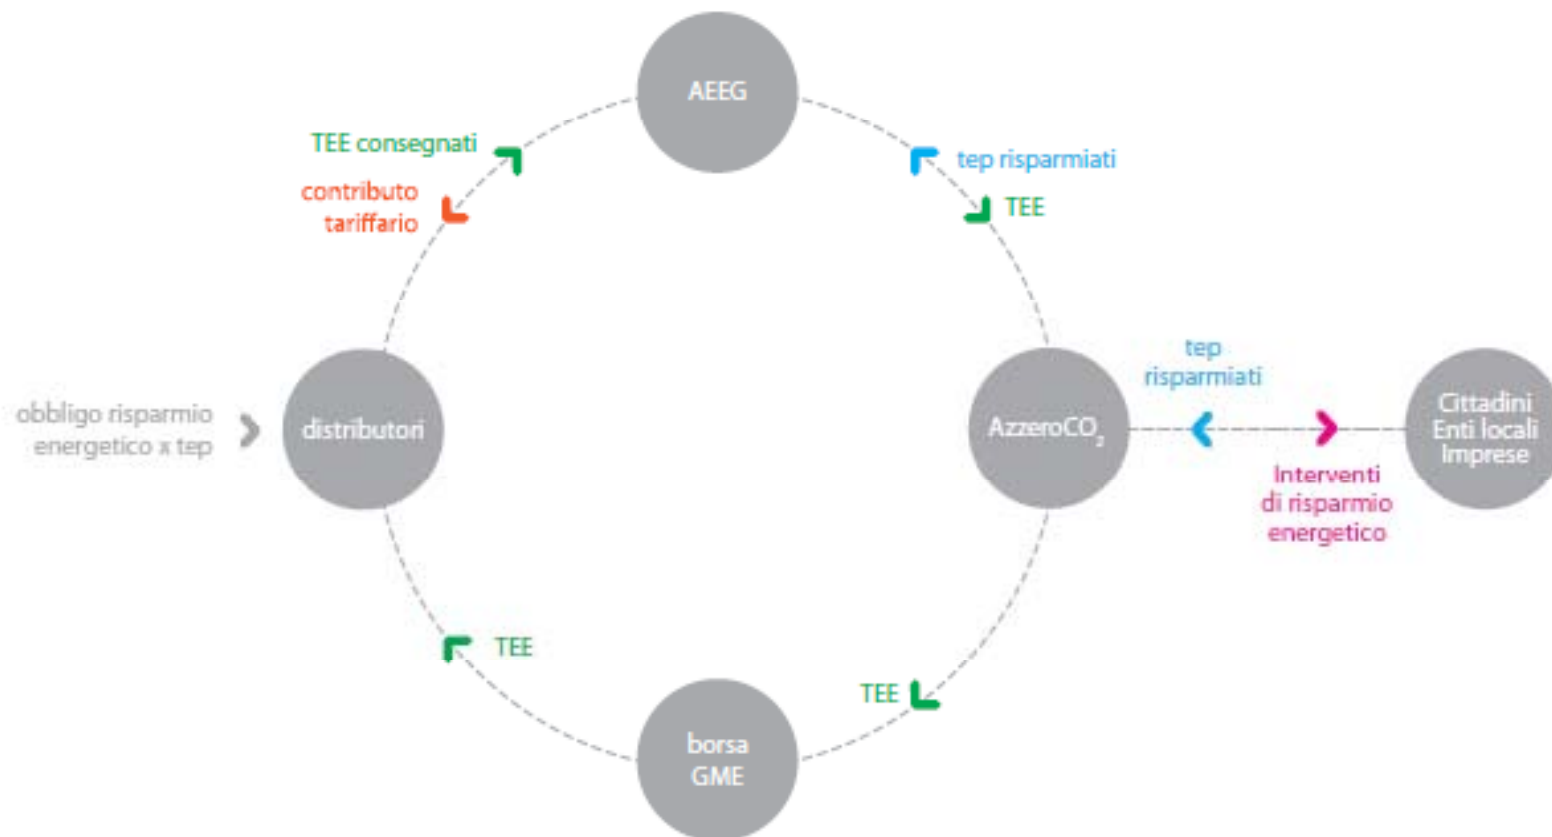 AEEG
TEE consegnati
contributo
tariffario
tep risparmiati
TEE
obbligo risparmio
energetico x tep
distributori
AzzeroCO₂
tep
risparmiati
Interventi
di risparmio
energetico
Cittadini
Enti locali
Imprese
TEE
TEE
borsa
GME